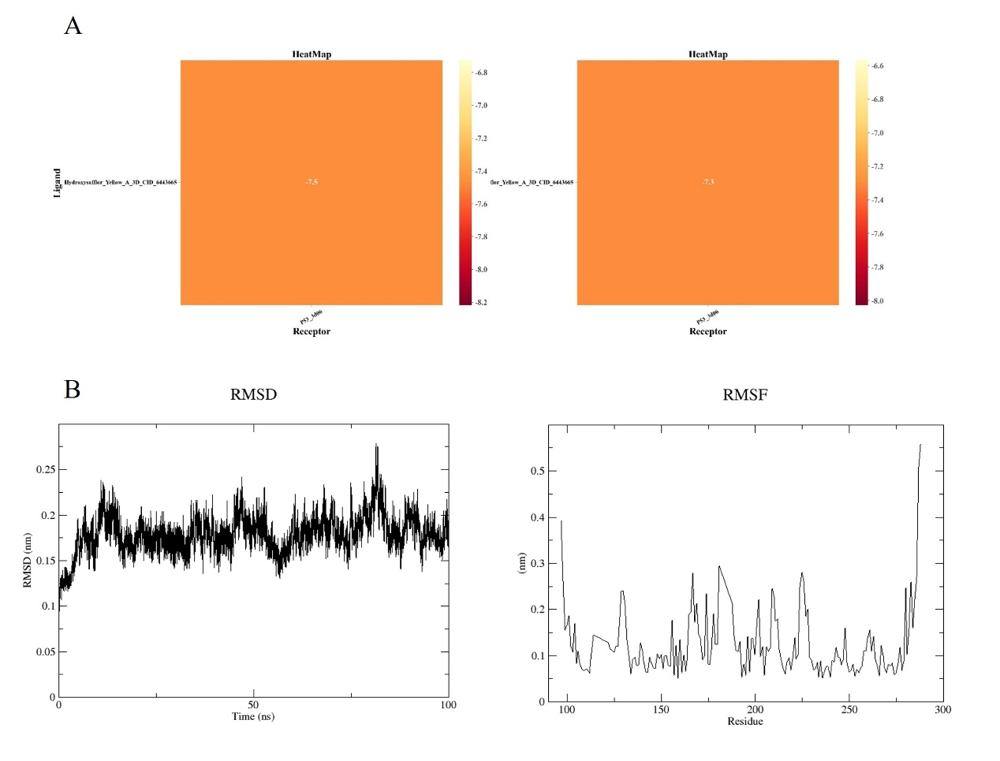 A
HeatMap
Ligand
Hydroxysafflor_Yellow_A_3D_CID_6443665
-7.5
-6.8
-7.0
-7.2
-7.4
-7.6
-7.8
-8.0
-8.2
P53_3d06
Receptor
HeatMap
flor_Yellow_A_3D_CID_6443665
-7.3
-6.6
-6.8
-7.0
-7.2
-7.4
-7.6
-7.8
-8.0
P53_3d06
Receptor
B
RMSD
RMSD (nm)
0.25
0.2
0.15
0.1
0.05
0
0 50 100
Time (ns)
RMSF
(nm)
0.5
0.4
0.3
0.2
0.1
0
100 150 200 250 300
Residue